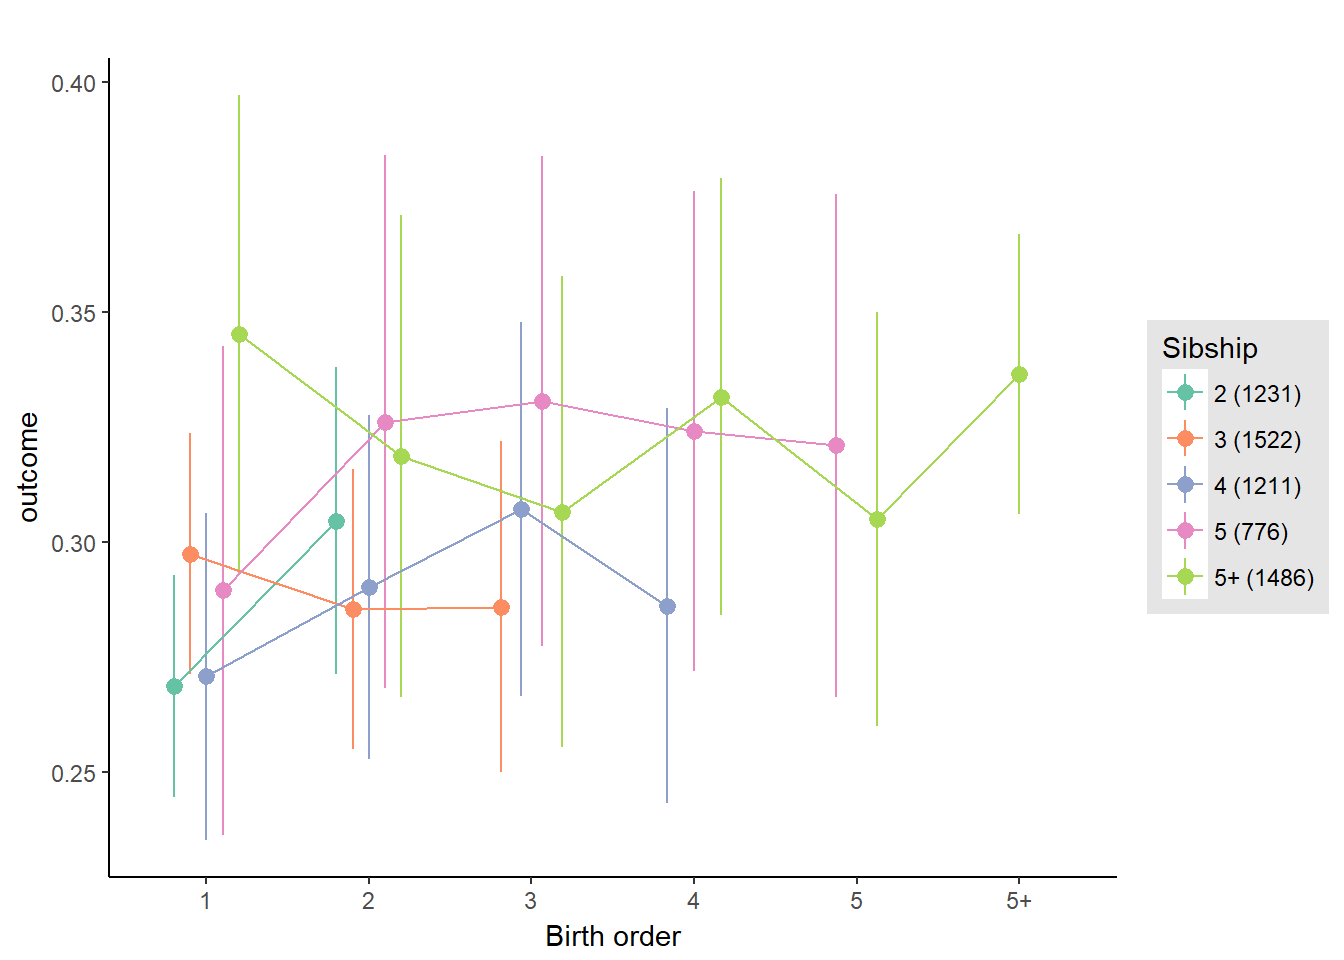 0.40
0.35
0.30
0.25
outcome
1 2 3 4 5 5+
Birth order
Sibship
2 (1231)
3 (1522)
4 (1211)
5 (776)
5+ (1486)